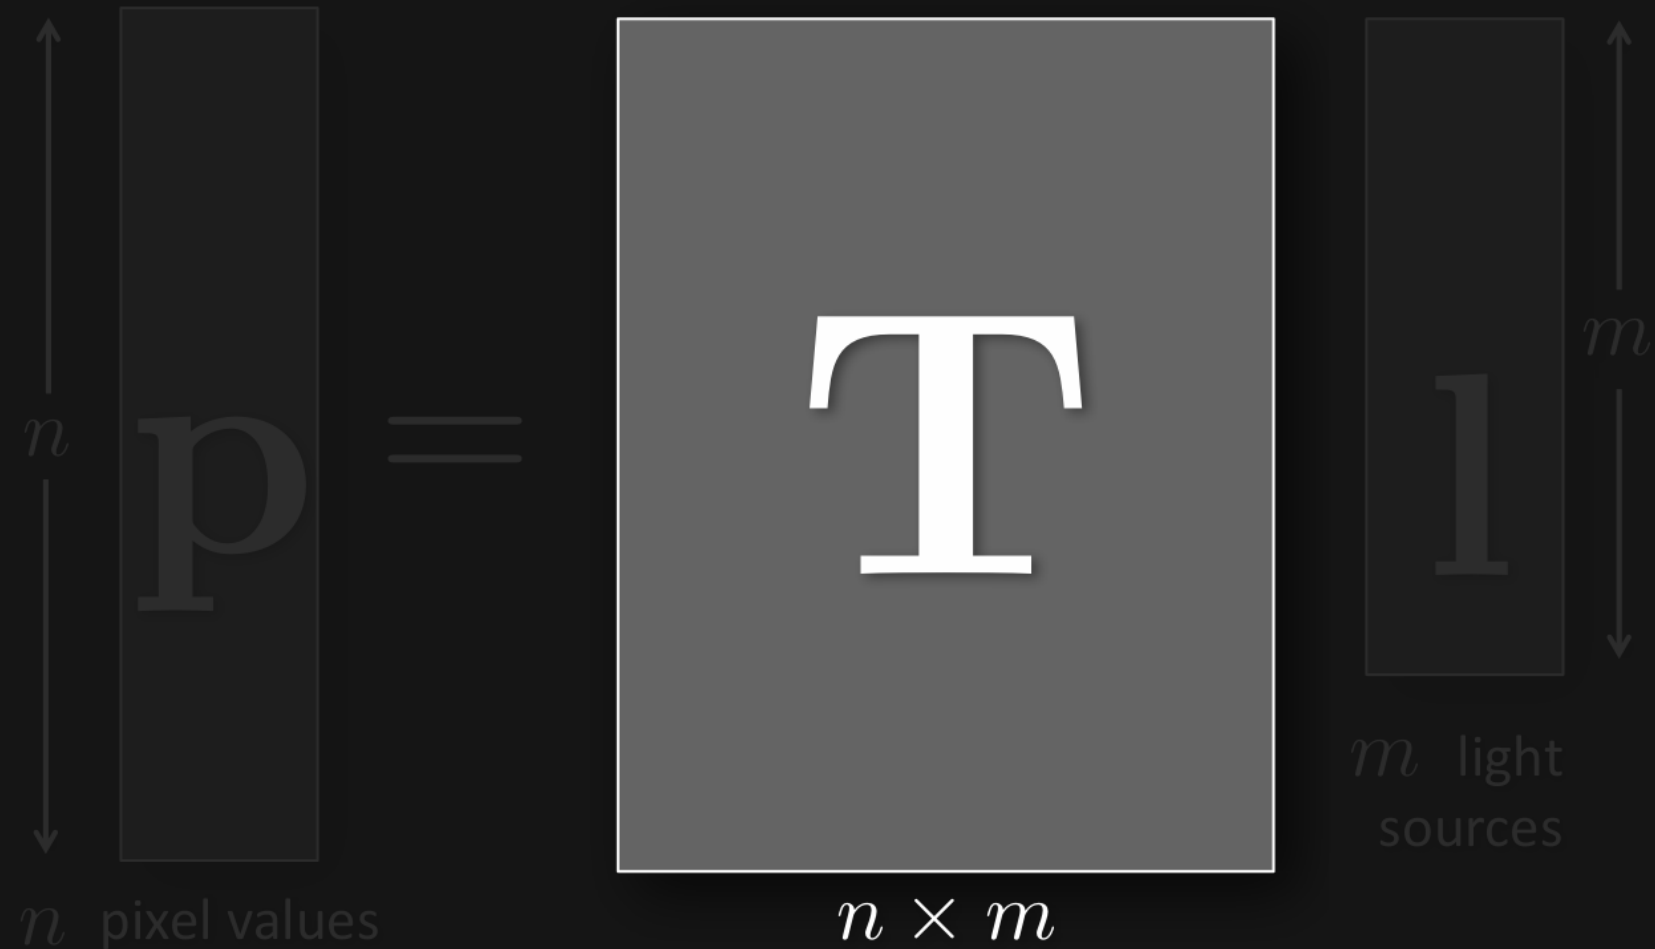 n
p = T l
m
n × m
m light
sources
n pixel values